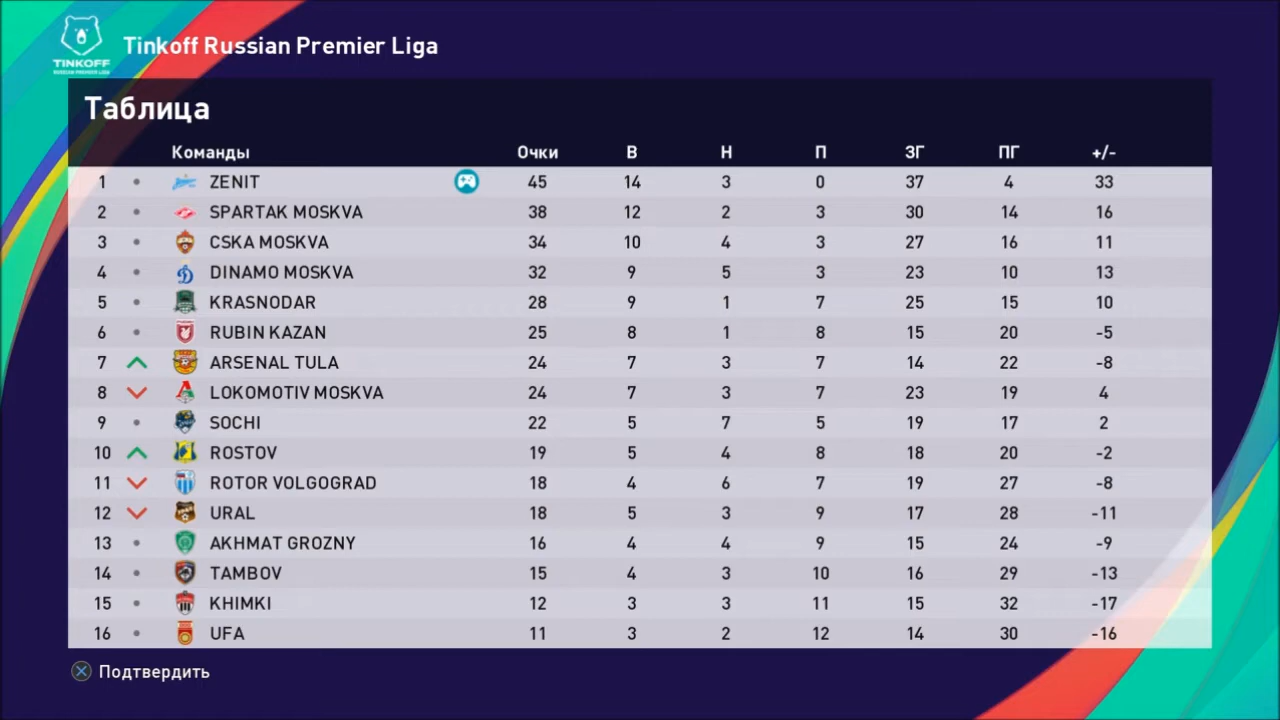 Tinkoff Russian Premier Liga
TINKOFF
RUSSIAN PREMIER LIGA
Таблица
Команды Очки В Н П ЗГ ПГ +/-
1 ZENIT 45 14 3 0 37 4 33
2 SPARTAK MOSKVA 38 12 2 3 30 14 16
3 CSKA MOSKVA 34 10 4 3 27 16 11
4 DINAMO MOSKVA 32 9 5 3 23 10 13
5 KRASNODAR 28 9 1 7 25 15 10
6 RUBIN KAZAN 25 8 1 8 15 20 -5
7 ARSENAL TULA 24 7 3 7 14 22 -8
8 LOKOMOTIV MOSKVA 24 7 3 7 23 19 4
9 SOCHI 22 5 7 5 19 17 2
10 ROSTOV 19 5 4 8 18 20 -2
11 ROTOR VOLGOGRAD 18 4 6 7 19 27 -8
12 URAL 18 5 3 9 17 28 -11
13 AKHMAT GROZNY 16 4 4 9 15 24 -9
14 TAMBOV 15 4 3 10 16 29 -13
15 KHIMKI 12 3 3 11 15 32 -17
16 UFA 11 3 2 12 14 30 -16
Подтвердить